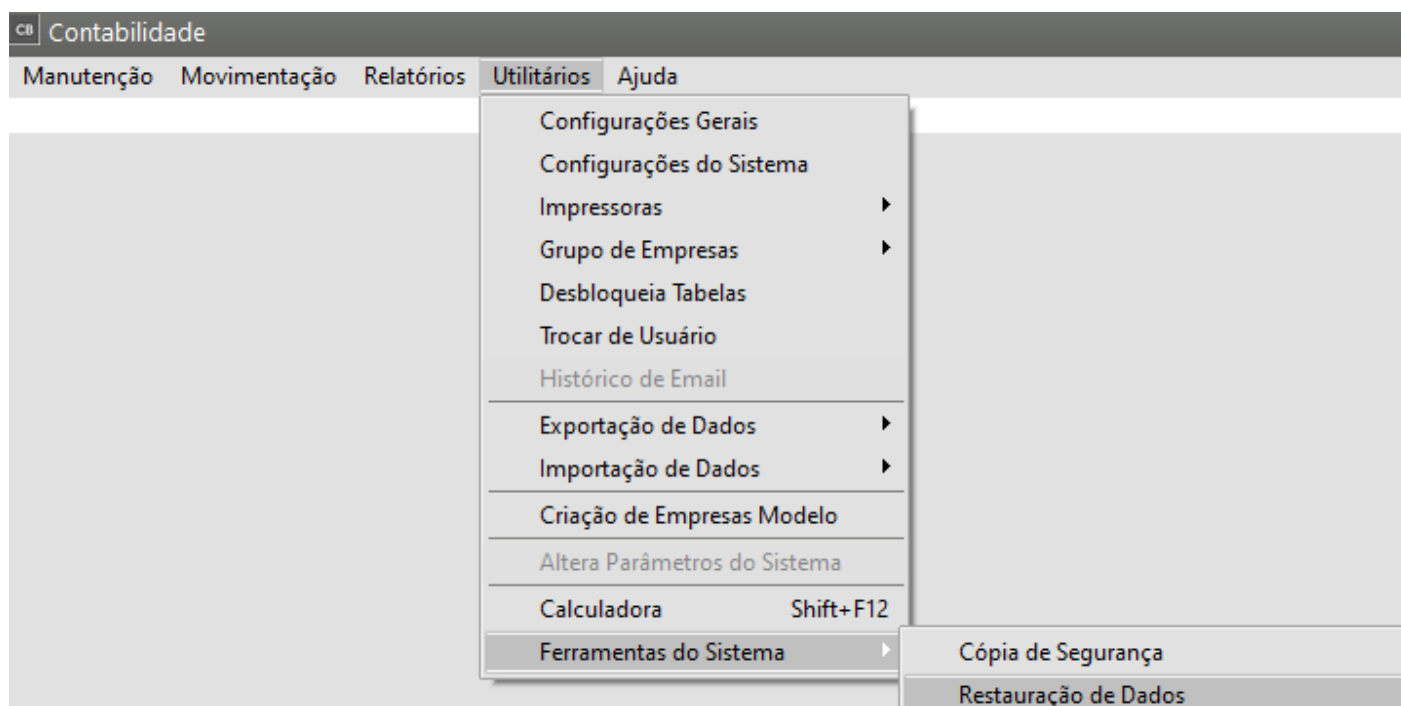 CB Contabilidade
Manutenção Movimentação Relatórios Utilitários Ajuda
Configurações Gerais
Configurações do Sistema
Impressoras
Grupo de Empresas
Desbloqueia Tabelas
Trocar de Usuário
Histórico de Email
Exportação de Dados
Importação de Dados
Criação de Empresas Modelo
Altera Parâmetros do Sistema
Calculadora Shift+F12
Ferramentas do Sistema
Cópia de Segurança
Restauração de Dados